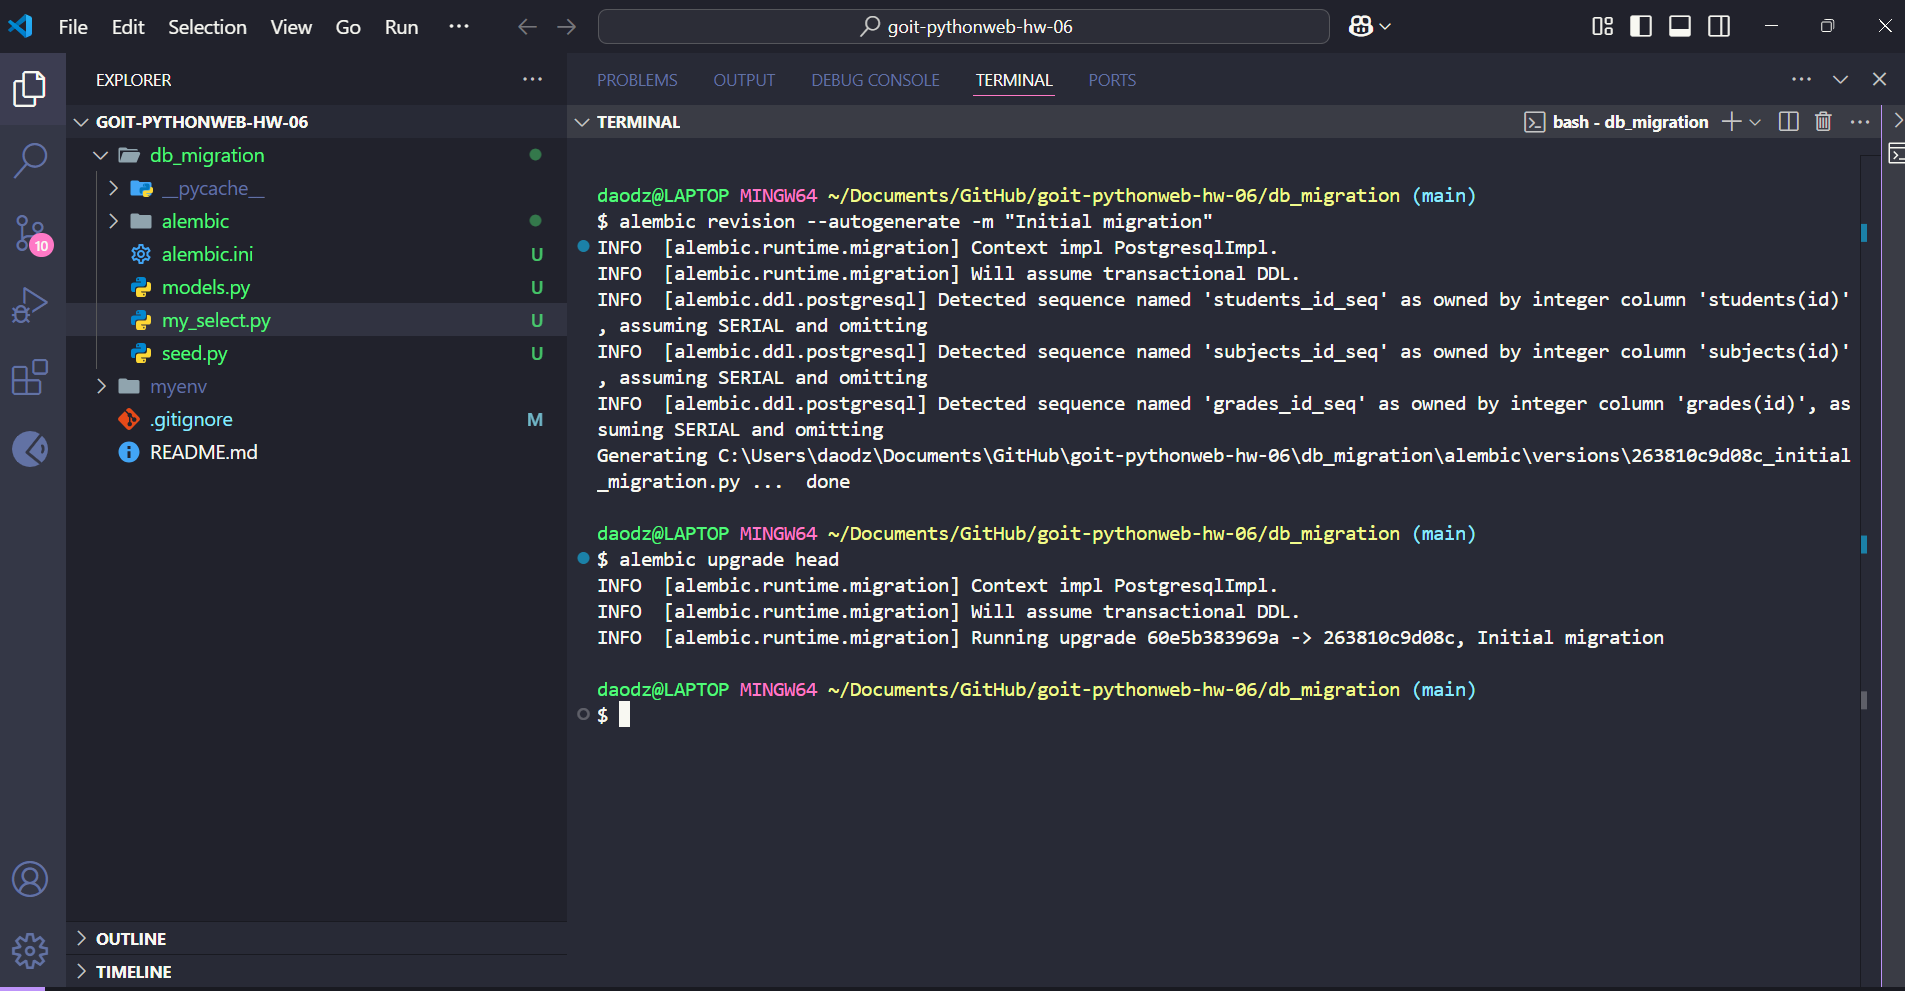 File Edit Selection View Go Run ···
goit-pythonweb-hw-06
EXPLORER
GOIT-PYTHONWEB-HW-06
db_migration
__pycache__
alembic
alembic.ini U
models.py U
my_select.py U
seed.py U
myenv
.gitignore M
README.md
10
OUTLINE
TIMELINE
PROBLEMS OUTPUT DEBUG CONSOLE TERMINAL PORTS
TERMINAL
bash - db_migration
daodz@LAPTOP MINGW64 ~/Documents/GitHub/goit-pythonweb-hw-06/db_migration (main)
$ alembic revision --autogenerate -m "Initial migration"
INFO  [alembic.runtime.migration] Context impl PostgresqlImpl.
INFO  [alembic.runtime.migration] Will assume transactional DDL.
INFO  [alembic.ddl.postgresql] Detected sequence named 'students_id_seq' as owned by integer column 'students(id)'
, assuming SERIAL and omitting
INFO  [alembic.ddl.postgresql] Detected sequence named 'subjects_id_seq' as owned by integer column 'subjects(id)'
, assuming SERIAL and omitting
INFO  [alembic.ddl.postgresql] Detected sequence named 'grades_id_seq' as owned by integer column 'grades(id)', as
suming SERIAL and omitting
Generating C:\Users\daodz\Documents\GitHub\goit-pythonweb-hw-06\db_migration\alembic\versions\263810c9d08c_initial
_migration.py ...  done
daodz@LAPTOP MINGW64 ~/Documents/GitHub/goit-pythonweb-hw-06/db_migration (main)
$ alembic upgrade head
INFO  [alembic.runtime.migration] Context impl PostgresqlImpl.
INFO  [alembic.runtime.migration] Will assume transactional DDL.
INFO  [alembic.runtime.migration] Running upgrade 60e5b383969a -> 263810c9d08c, Initial migration
daodz@LAPTOP MINGW64 ~/Documents/GitHub/goit-pythonweb-hw-06/db_migration (main)
$